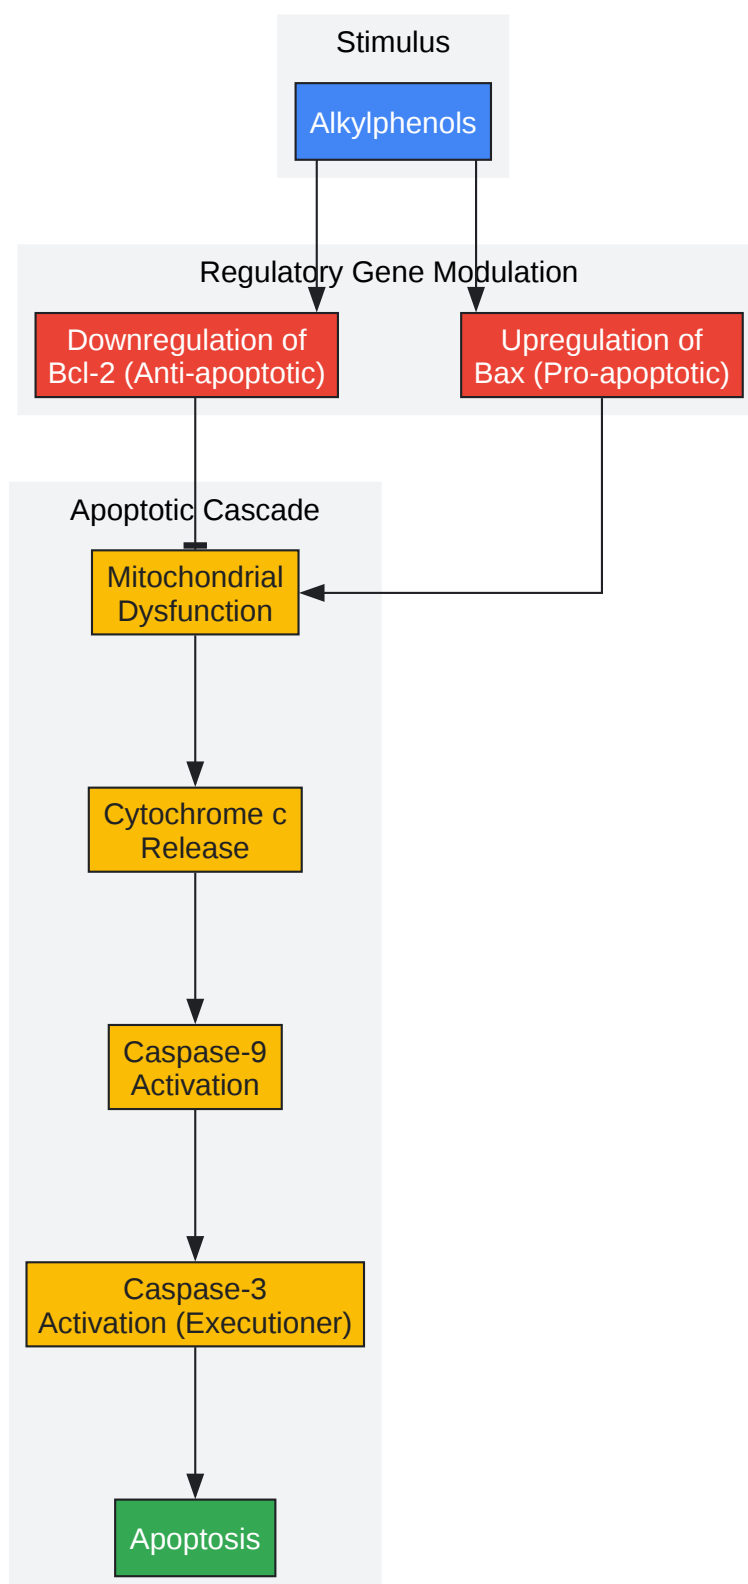 Stimulus
Alkylphenols
Regulatory Gene Modulation
Downregulation of
Bcl-2 (Anti-apoptotic)
Upregulation of
Bax (Pro-apoptotic)
Apoptotic Cascade
Mitochondrial
Dysfunction
Cytochrome c
Release
Caspase-9
Activation
Caspase-3
Activation (Executioner)
Apoptosis